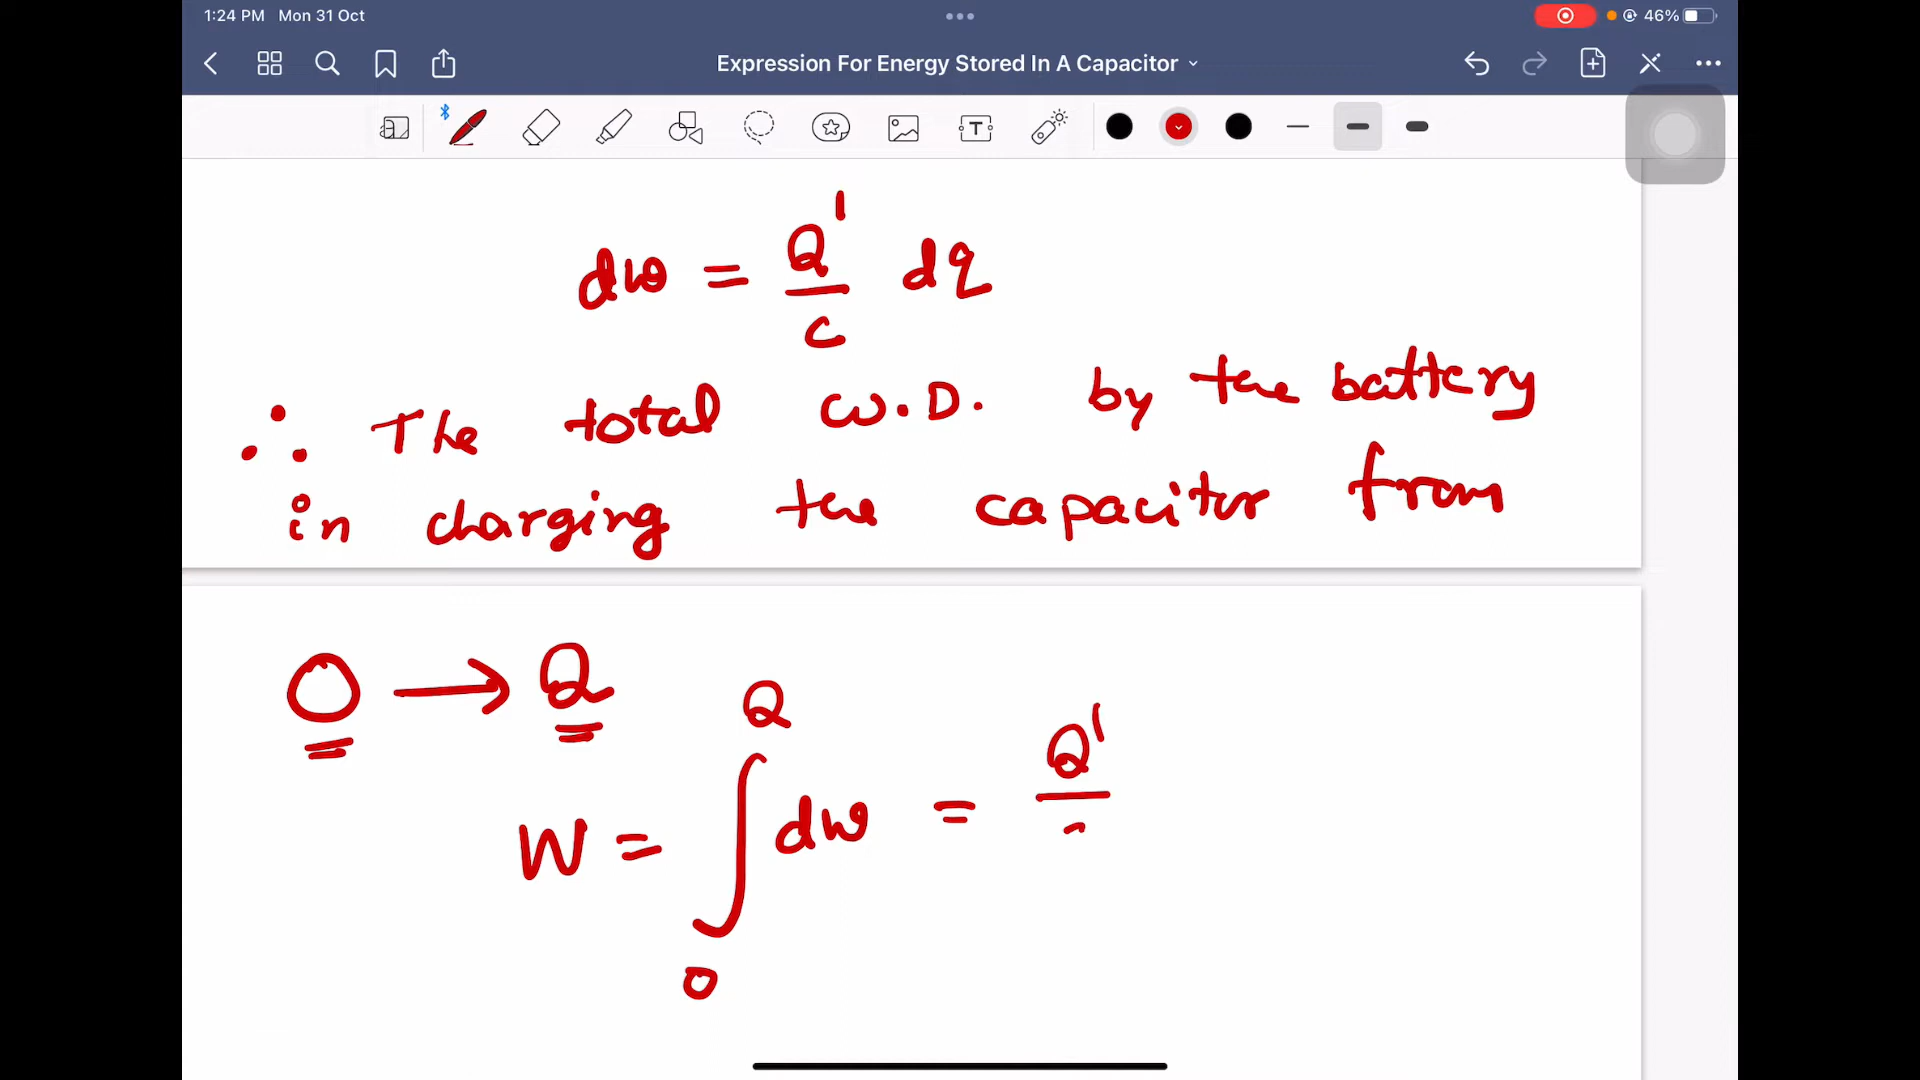 1:24 PM Mon 31 Oct
46%
Expression For Energy Stored In A Capacitor
dw = Q' / c dq
∴ The total W.D. by the battery
in charging the capacitor from
0 → Q
W = ∫₀^Q dw = Q' /